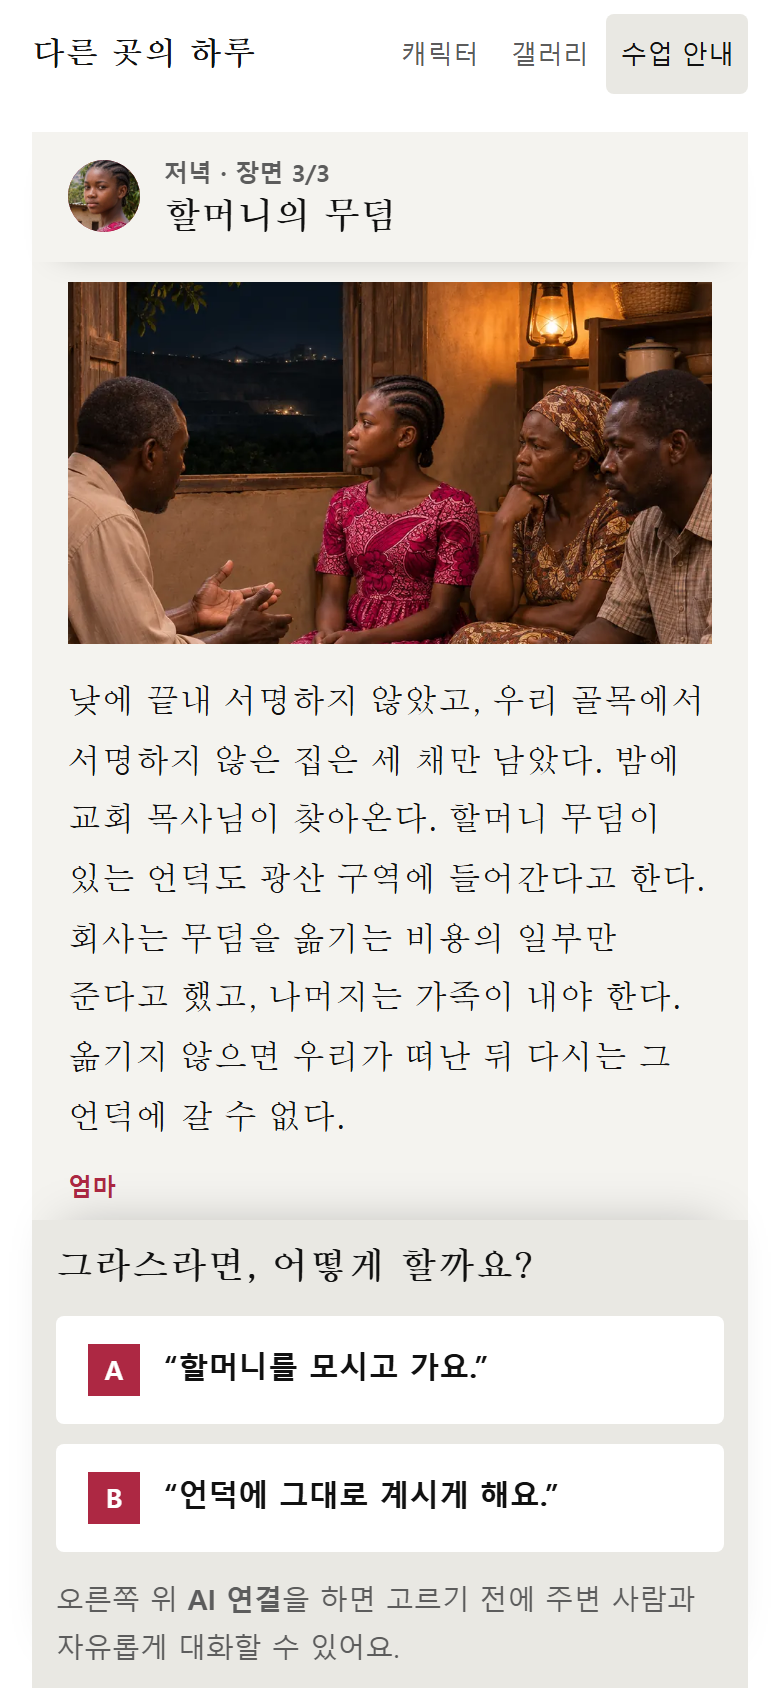 다른 곳의 하루
캐릭터 갤러리 수업 안내
저녁 · 장면 3/3
할머니의 무덤
낮에 끝내 서명하지 않았고, 우리 골목에서
서명하지 않은 집은 세 채만 남았다. 밤에
교회 목사님이 찾아온다. 할머니 무덤이
있는 언덕도 광산 구역에 들어간다고 한다.
회사는 무덤을 옮기는 비용의 일부만
준다고 했고, 나머지는 가족이 내야 한다.
옮기지 않으면 우리가 떠난 뒤 다시는 그
언덕에 갈 수 없다.
엄마
그라스라면, 어떻게 할까요?
A “할머니를 모시고 가요.”
B “언덕에 그대로 계시게 해요.”
오른쪽 위 AI 연결을 하면 고르기 전에 주변 사람과
자유롭게 대화할 수 있어요.